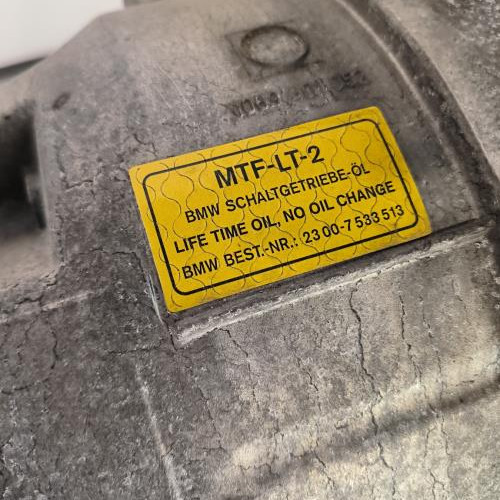 MTF-LT-2
BMW SCHALTGETRIEBE-ÖL
LIFE TIME OIL, NO OIL CHANGE
BMW BEST.-NR.: 23 00-7 533 513